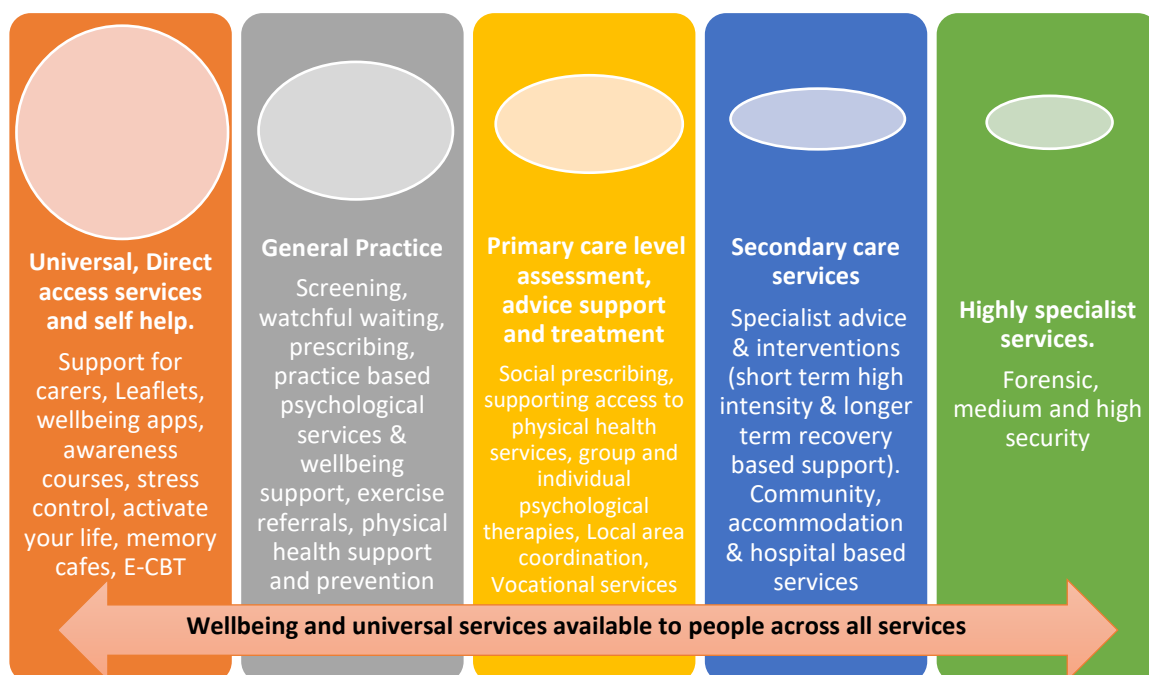 Universal, Direct
access services
and self help.
Support for
carers, Leaflets,
wellbeing apps,
awareness
courses, stress
control, activate
your life, memory
cafes, E-CBT
General Practice
Screening,
watchful waiting,
prescribing,
practice based
psychological
services &
wellbeing
support, exercise
referrals, physical
health support
and prevention
Primary care level
assessment,
advice support
and treatment
Social prescribing,
supporting access to
physical health
services, group and
individual
psychological
therapies, Local area
coordination,
Vocational services
Secondary care
services
Specialist advice
& interventions
(short term high
intensity & longer
term recovery
based support).
Community,
accommodation
& hospital based
services
Highly specialist
services.
Forensic,
medium and high
security
Wellbeing and universal services available to people across all services